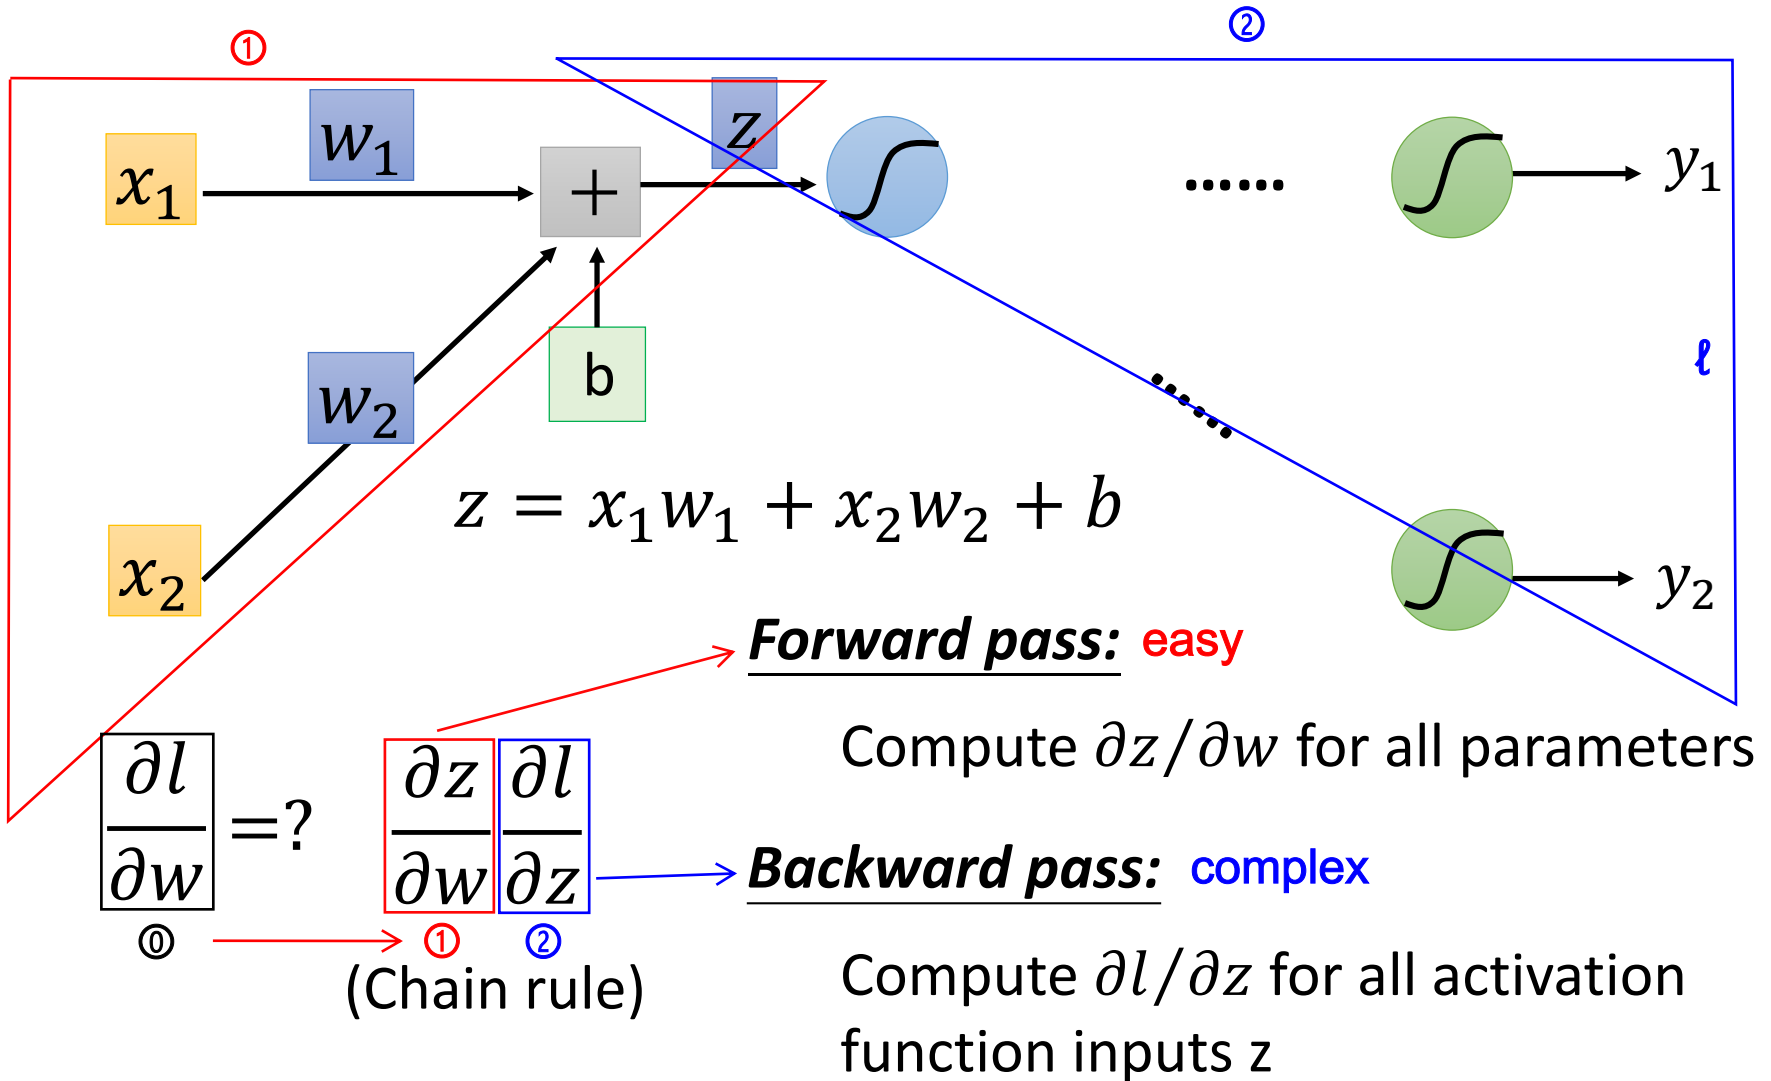 ① ②
w₁ z
x₁ + ...... y₁
b ℓ
w₂ ......
z = x₁w₁ + x₂w₂ + b
x₂ y₂
Forward pass: easy
Compute ∂z/∂w for all parameters
∂l/∂w =? ∂z/∂w ∂l/∂z
Backward pass: complex
⓪ ① ②
(Chain rule)
Compute ∂l/∂z for all activation
function inputs z